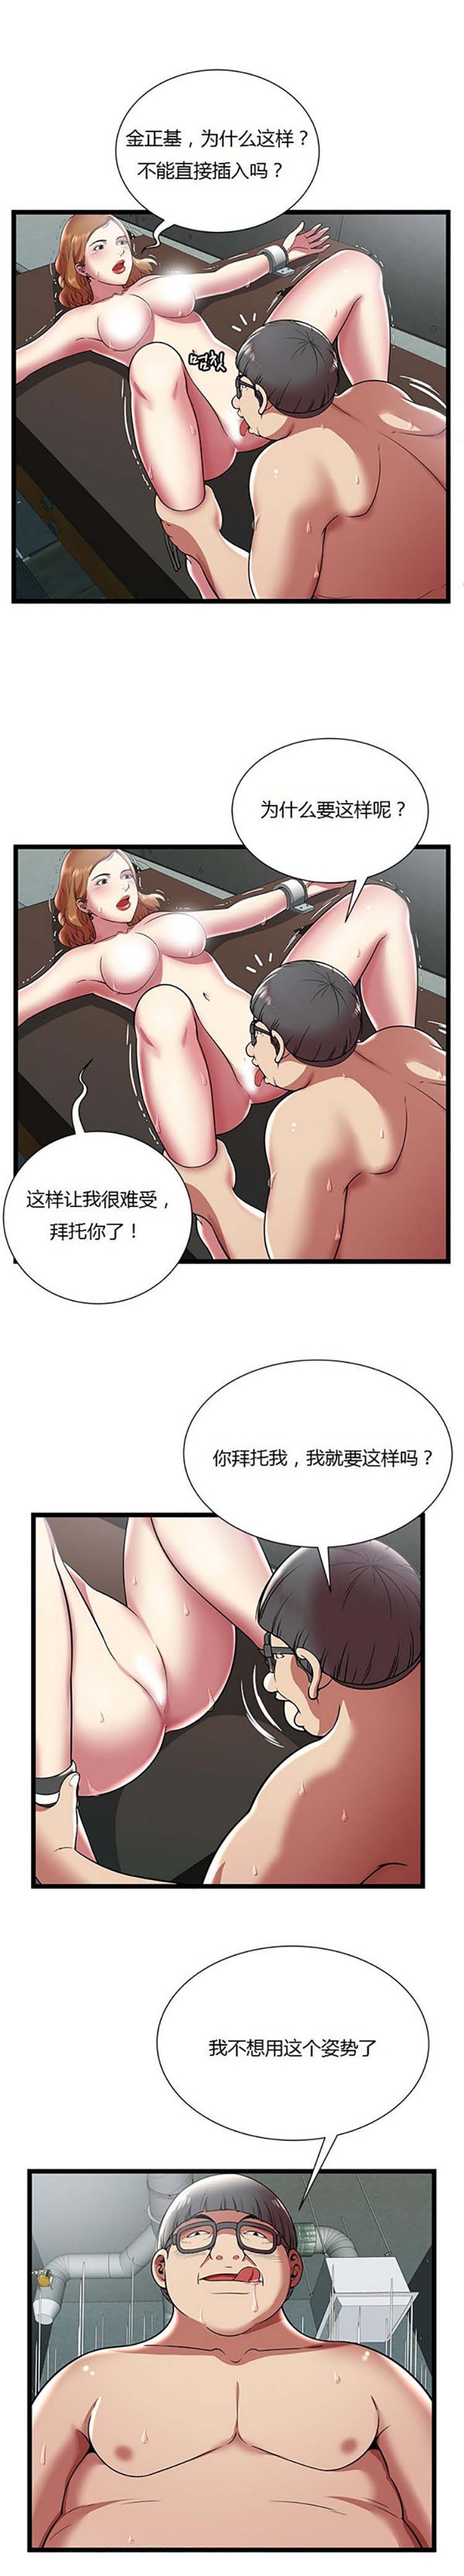 金正基，为什么这样？
不能直接插入吗？
为什么要这样呢？
这样让我很难受，
拜托你了！
你拜托我，我就要这样吗？
我不想用这个姿势了